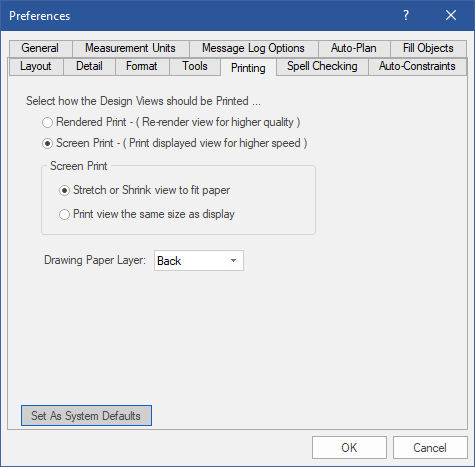 Preferences ?
General Measurement Units Message Log Options Auto-Plan Fill Objects
Layout Detail Format Tools Printing Spell Checking Auto-Constraints
Select how the Design Views should be Printed ...
Rendered Print - ( Re-render view for higher quality )
Screen Print - ( Print displayed view for higher speed )
Screen Print
Stretch or Shrink view to fit paper
Print view the same size as display
Drawing Paper Layer: Back
Set As System Defaults
OK Cancel